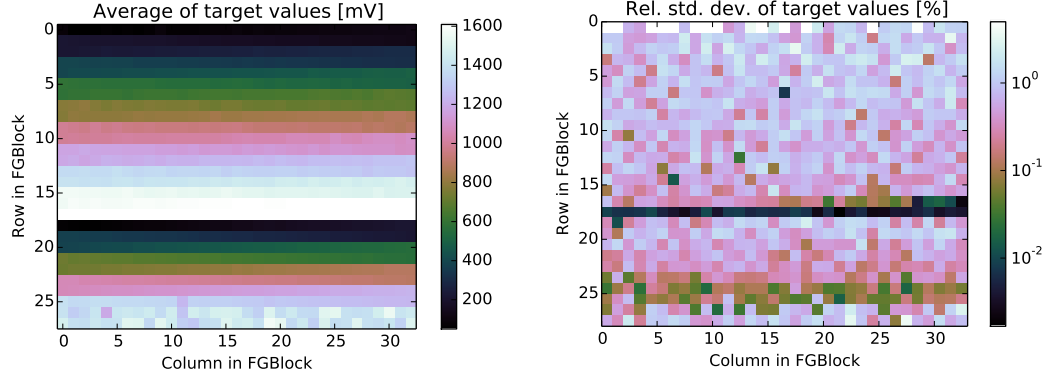 Average of target values [mV]
0
5
10
15
20
25
Row in FGBlock
0 5 10 15 20 25 30
Column in FGBlock
1600
1400
1200
1000
800
600
400
200
Rel. std. dev. of target values [%]
0
5
10
15
20
25
Row in FGBlock
0 5 10 15 20 25 30
Column in FGBlock
10⁰
10⁻¹
10⁻²